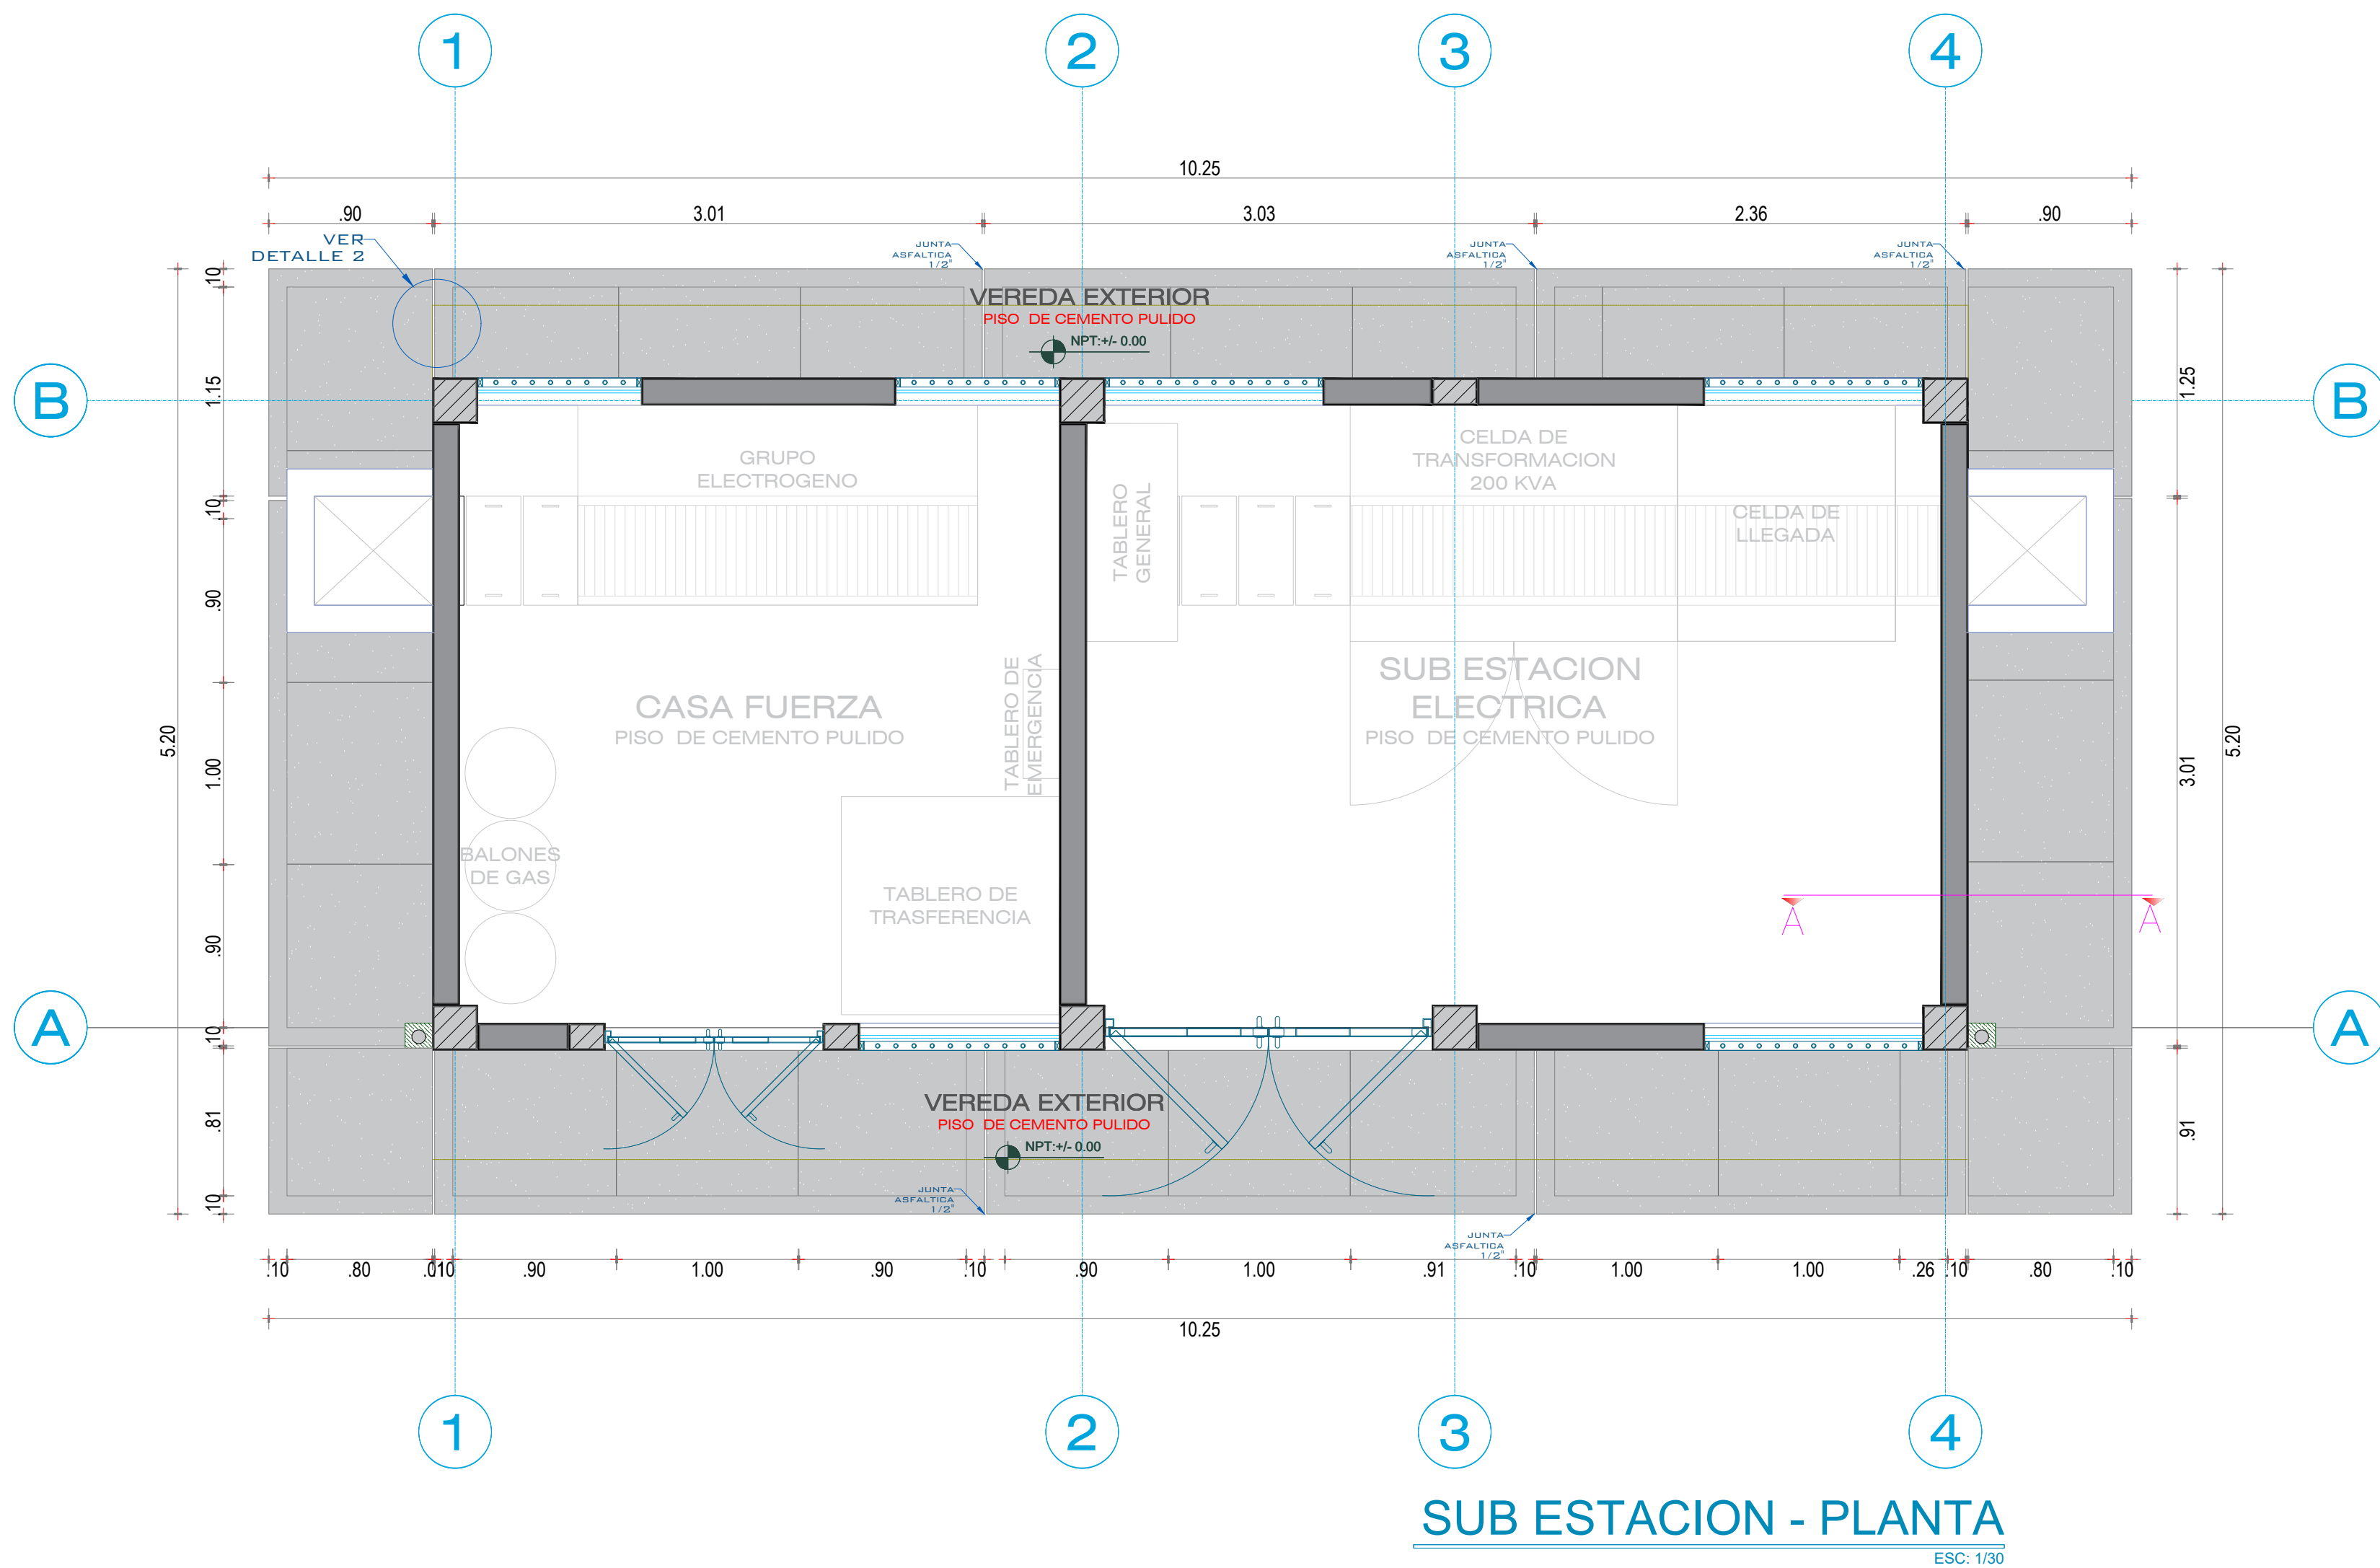 1
2
3
4
10.25
.90
3.01
3.03
2.36
.90
VER
DETALLE 2
JUNTA
ASFALTICA
1/2"
JUNTA
ASFALTICA
1/2"
JUNTA
ASFALTICA
1/2"
VEREDA EXTERIOR
PISO DE CEMENTO PULIDO
NPT:+/- 0.00
B
B
.10
1.15
.10
.90
1.00
.90
.10
.81
.10
5.20
1.25
3.01
.91
5.20
GRUPO
ELECTROGENO
TABLERO
GENERAL
CELDA DE
TRANSFORMACION
200 KVA
CELDA DE
LLEGADA
CASA FUERZA
PISO DE CEMENTO PULIDO
TABLERO DE
EMERGENCIA
SUB ESTACION
ELECTRICA
PISO DE CEMENTO PULIDO
BALONES
DE GAS
TABLERO DE
TRASFERENCIA
A
A
A
A
VEREDA EXTERIOR
PISO DE CEMENTO PULIDO
NPT:+/- 0.00
JUNTA
ASFALTICA
1/2"
JUNTA
ASFALTICA
1/2"
.10
.80
.010
.90
1.00
.90
.10
.90
1.00
.91
.10
1.00
1.00
.26
.10
.80
.10
10.25
1
2
3
4
SUB ESTACION - PLANTA
ESC: 1/30